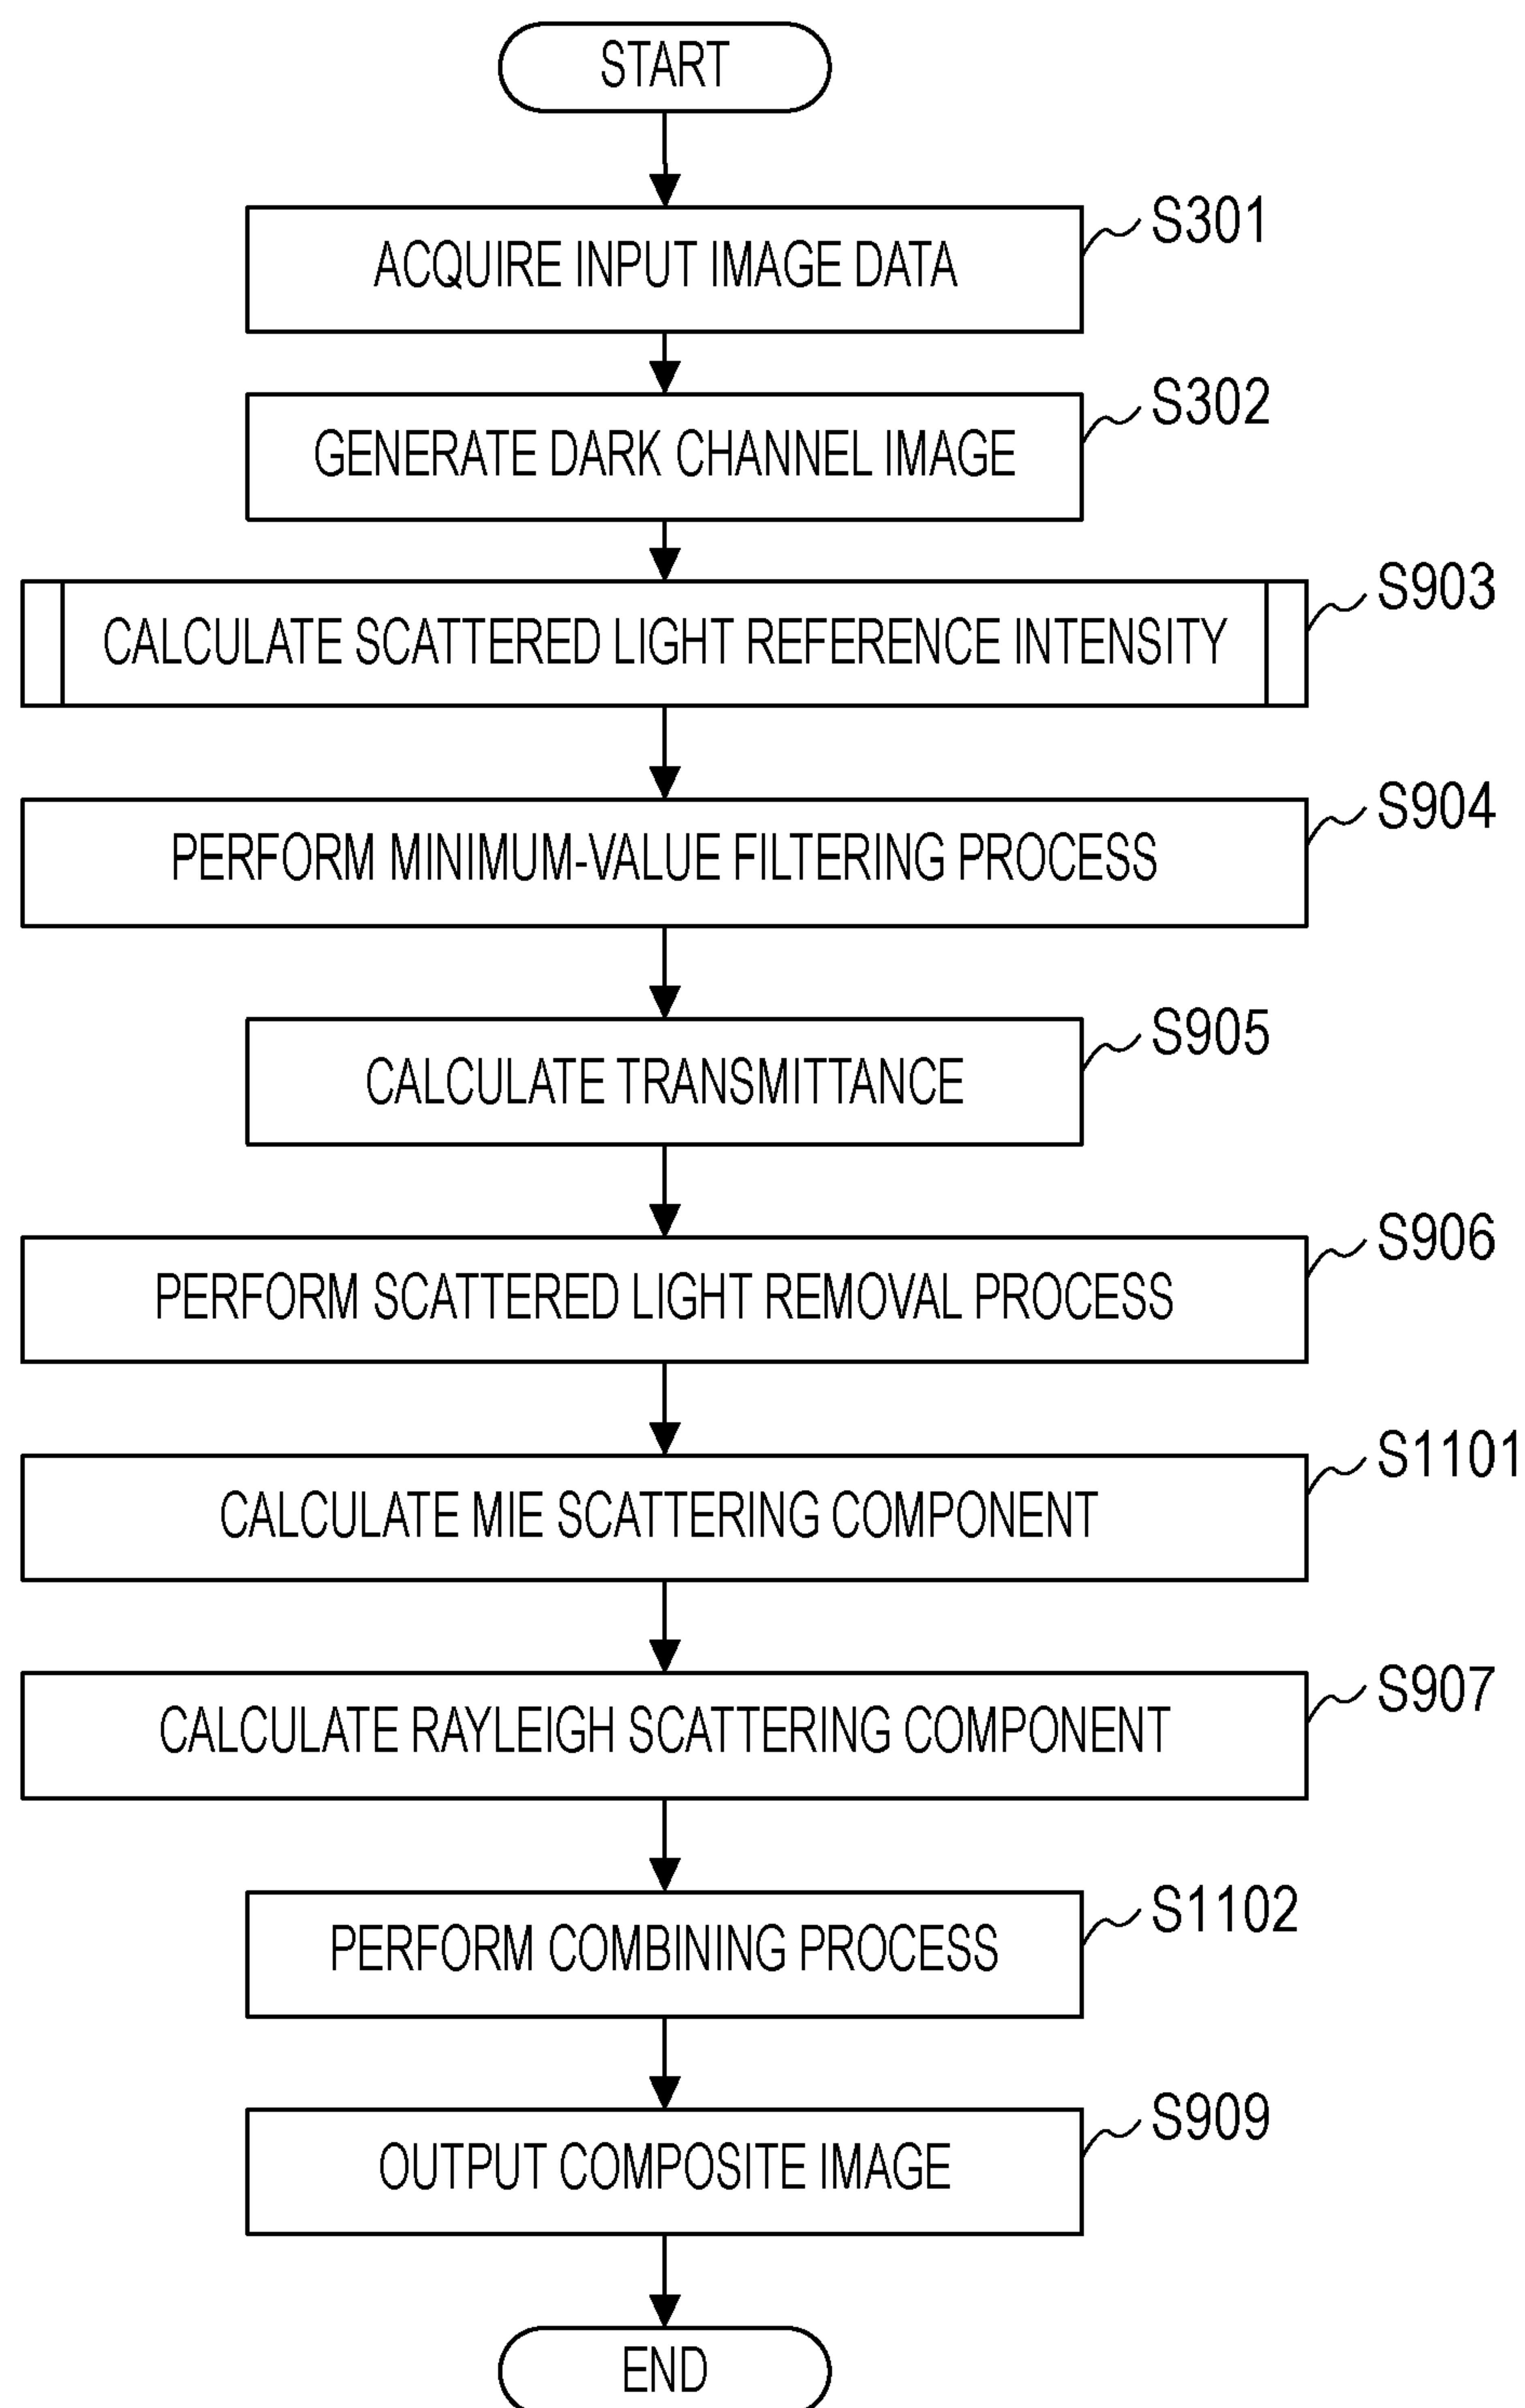 START
ACQUIRE INPUT IMAGE DATA
S301
GENERATE DARK CHANNEL IMAGE
S302
CALCULATE SCATTERED LIGHT REFERENCE INTENSITY
S903
PERFORM MINIMUM-VALUE FILTERING PROCESS
S904
CALCULATE TRANSMITTANCE
S905
PERFORM SCATTERED LIGHT REMOVAL PROCESS
S906
CALCULATE MIE SCATTERING COMPONENT
S1101
CALCULATE RAYLEIGH SCATTERING COMPONENT
S907
PERFORM COMBINING PROCESS
S1102
OUTPUT COMPOSITE IMAGE
S909
END